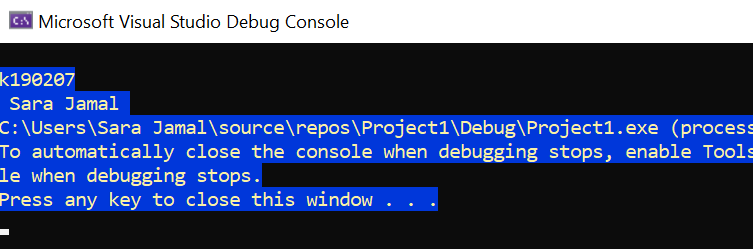 C:\ Microsoft Visual Studio Debug Console
k190207
Sara Jamal
C:\Users\Sara Jamal\source\repos\Project1\Debug\Project1.exe (process
To automatically close the console when debugging stops, enable Tools
le when debugging stops.
Press any key to close this window . . .